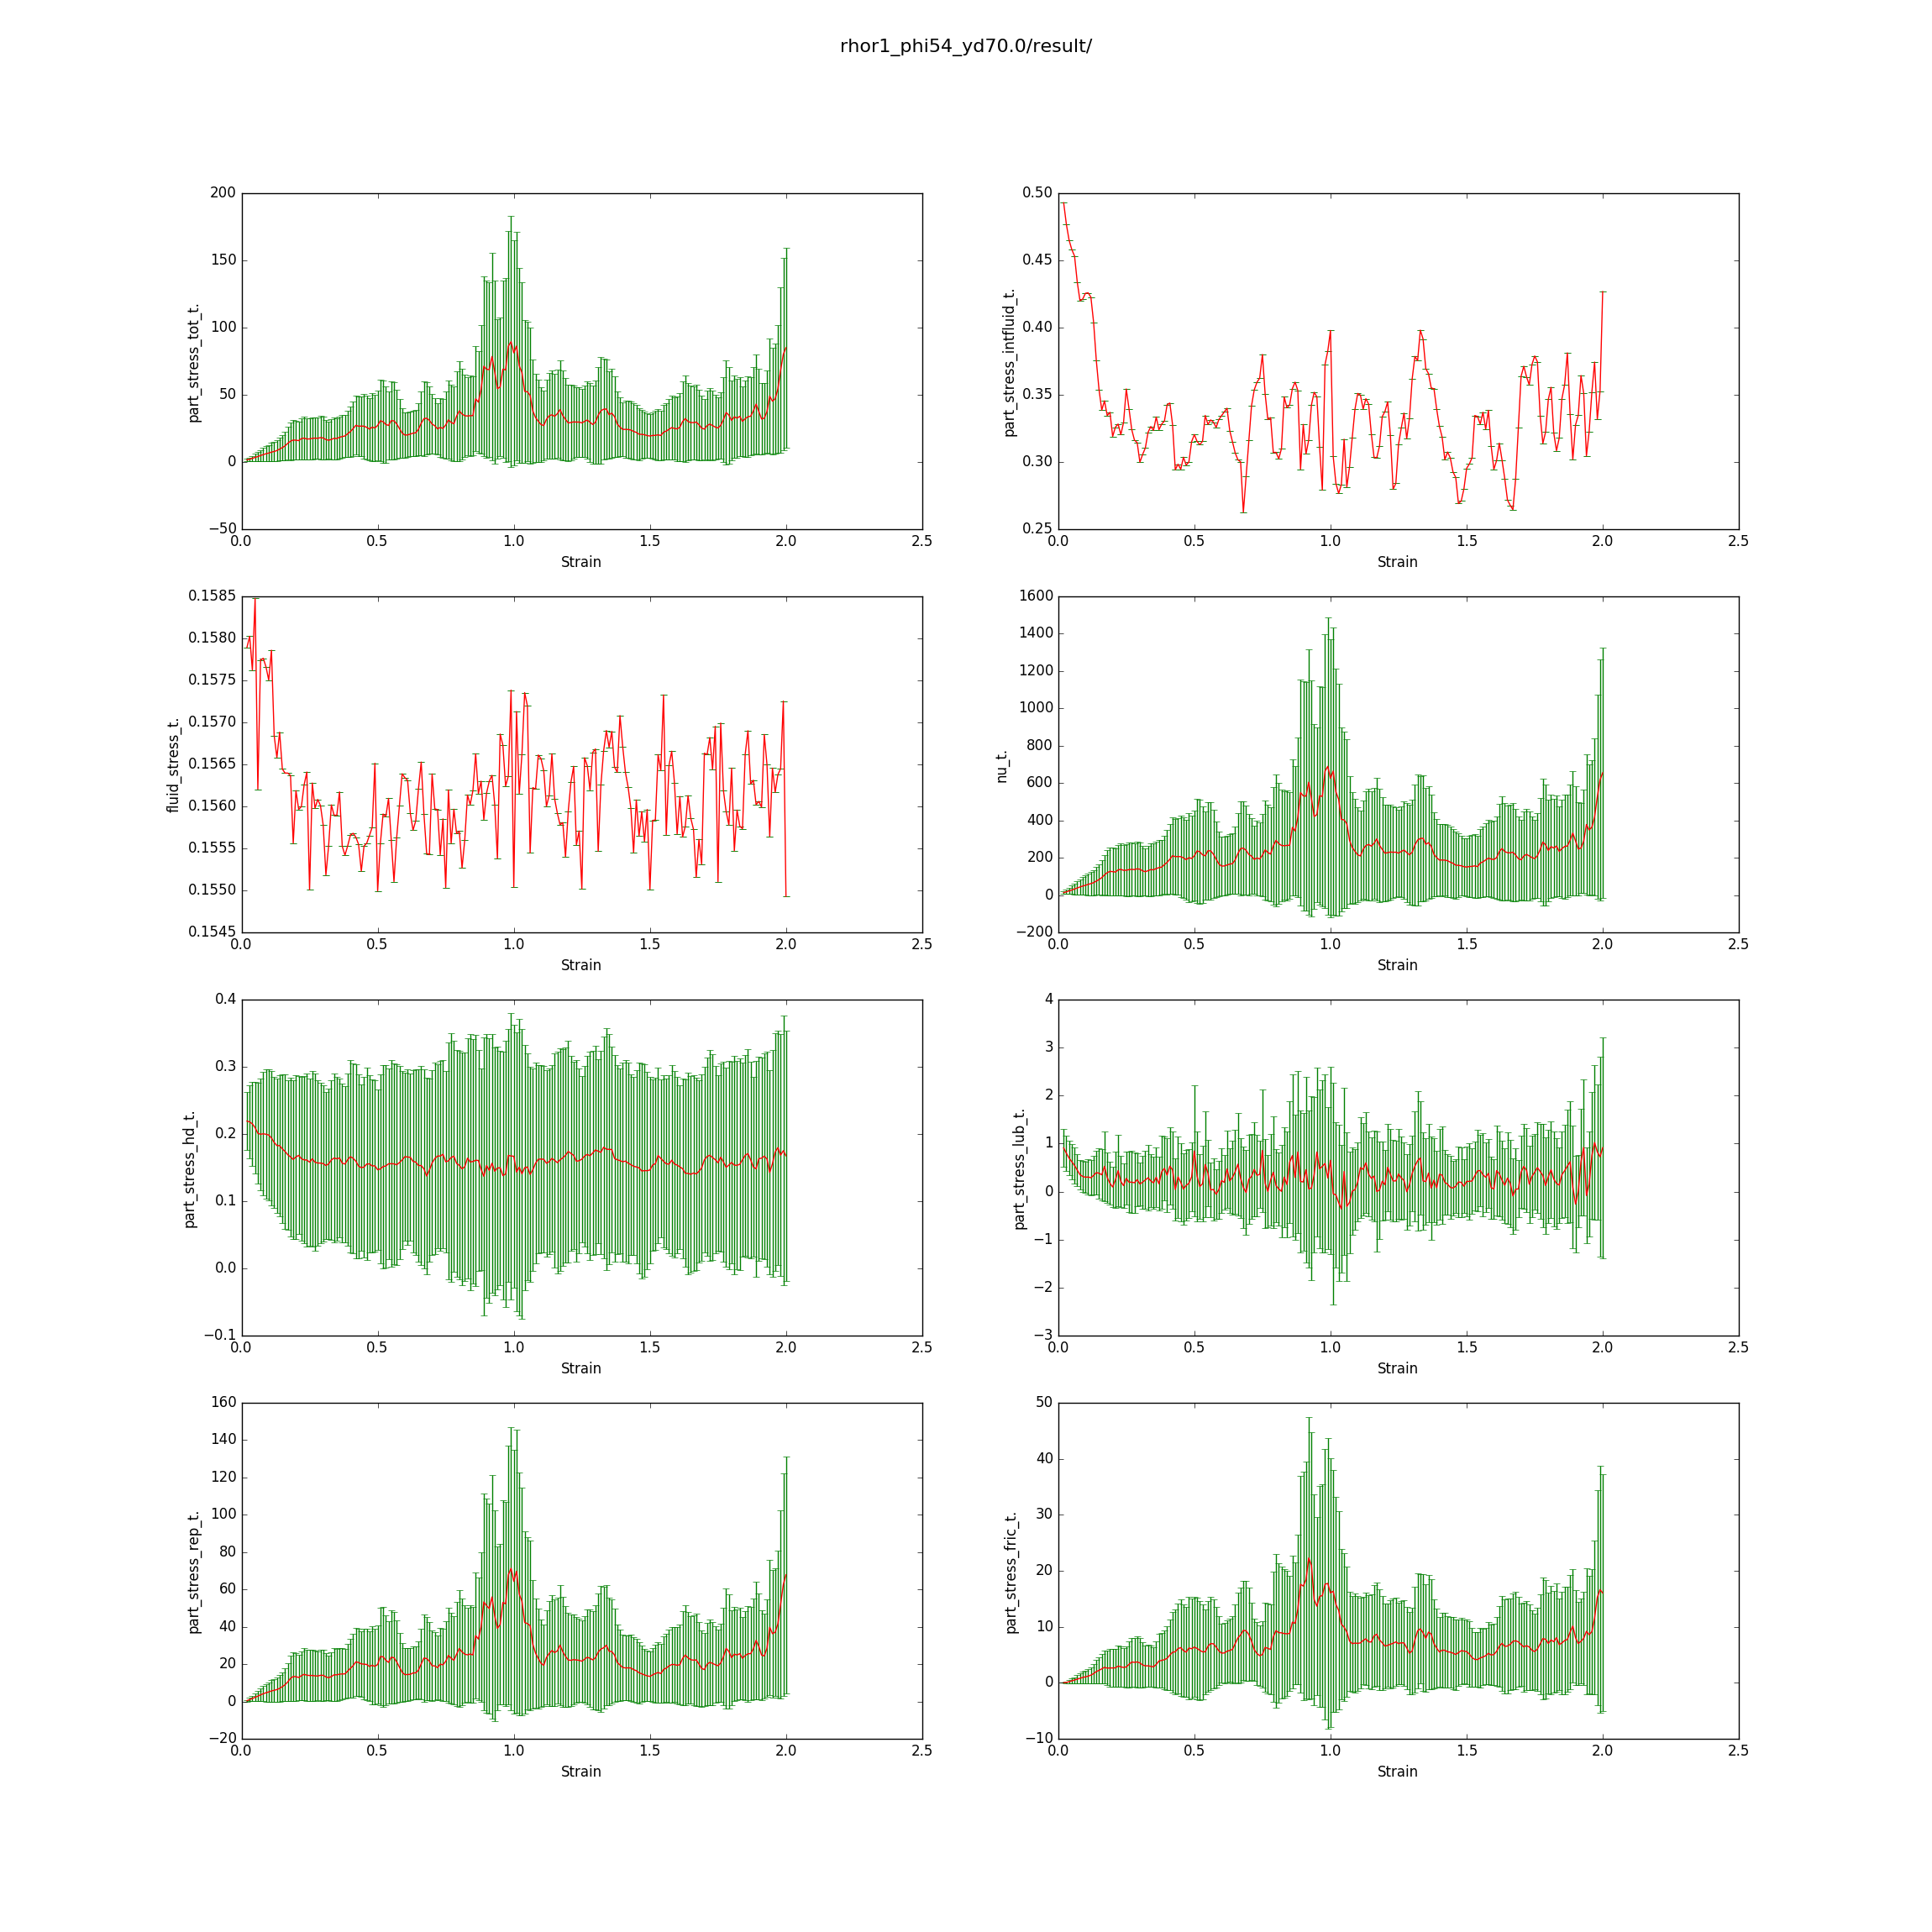 rhor1_phi54_yd70.0/result/
part_stress_tot_t.
200
150
100
50
0
−50
0.0 0.5 1.0 1.5 2.0 2.5
Strain
part_stress_intfluid_t.
0.50
0.45
0.40
0.35
0.30
0.25
0.0 0.5 1.0 1.5 2.0 2.5
Strain
fluid_stress_t.
0.1585
0.1580
0.1575
0.1570
0.1565
0.1560
0.1555
0.1550
0.1545
0.0 0.5 1.0 1.5 2.0 2.5
Strain
nu_t.
1600
1400
1200
1000
800
600
400
200
0
−200
0.0 0.5 1.0 1.5 2.0 2.5
Strain
part_stress_hd_t.
0.4
0.3
0.2
0.1
0.0
−0.1
0.0 0.5 1.0 1.5 2.0 2.5
Strain
part_stress_lub_t.
4
3
2
1
0
−1
−2
−3
0.0 0.5 1.0 1.5 2.0 2.5
Strain
part_stress_rep_t.
160
140
120
100
80
60
40
20
0
−20
0.0 0.5 1.0 1.5 2.0 2.5
Strain
part_stress_fric_t.
50
40
30
20
10
0
−10
0.0 0.5 1.0 1.5 2.0 2.5
Strain